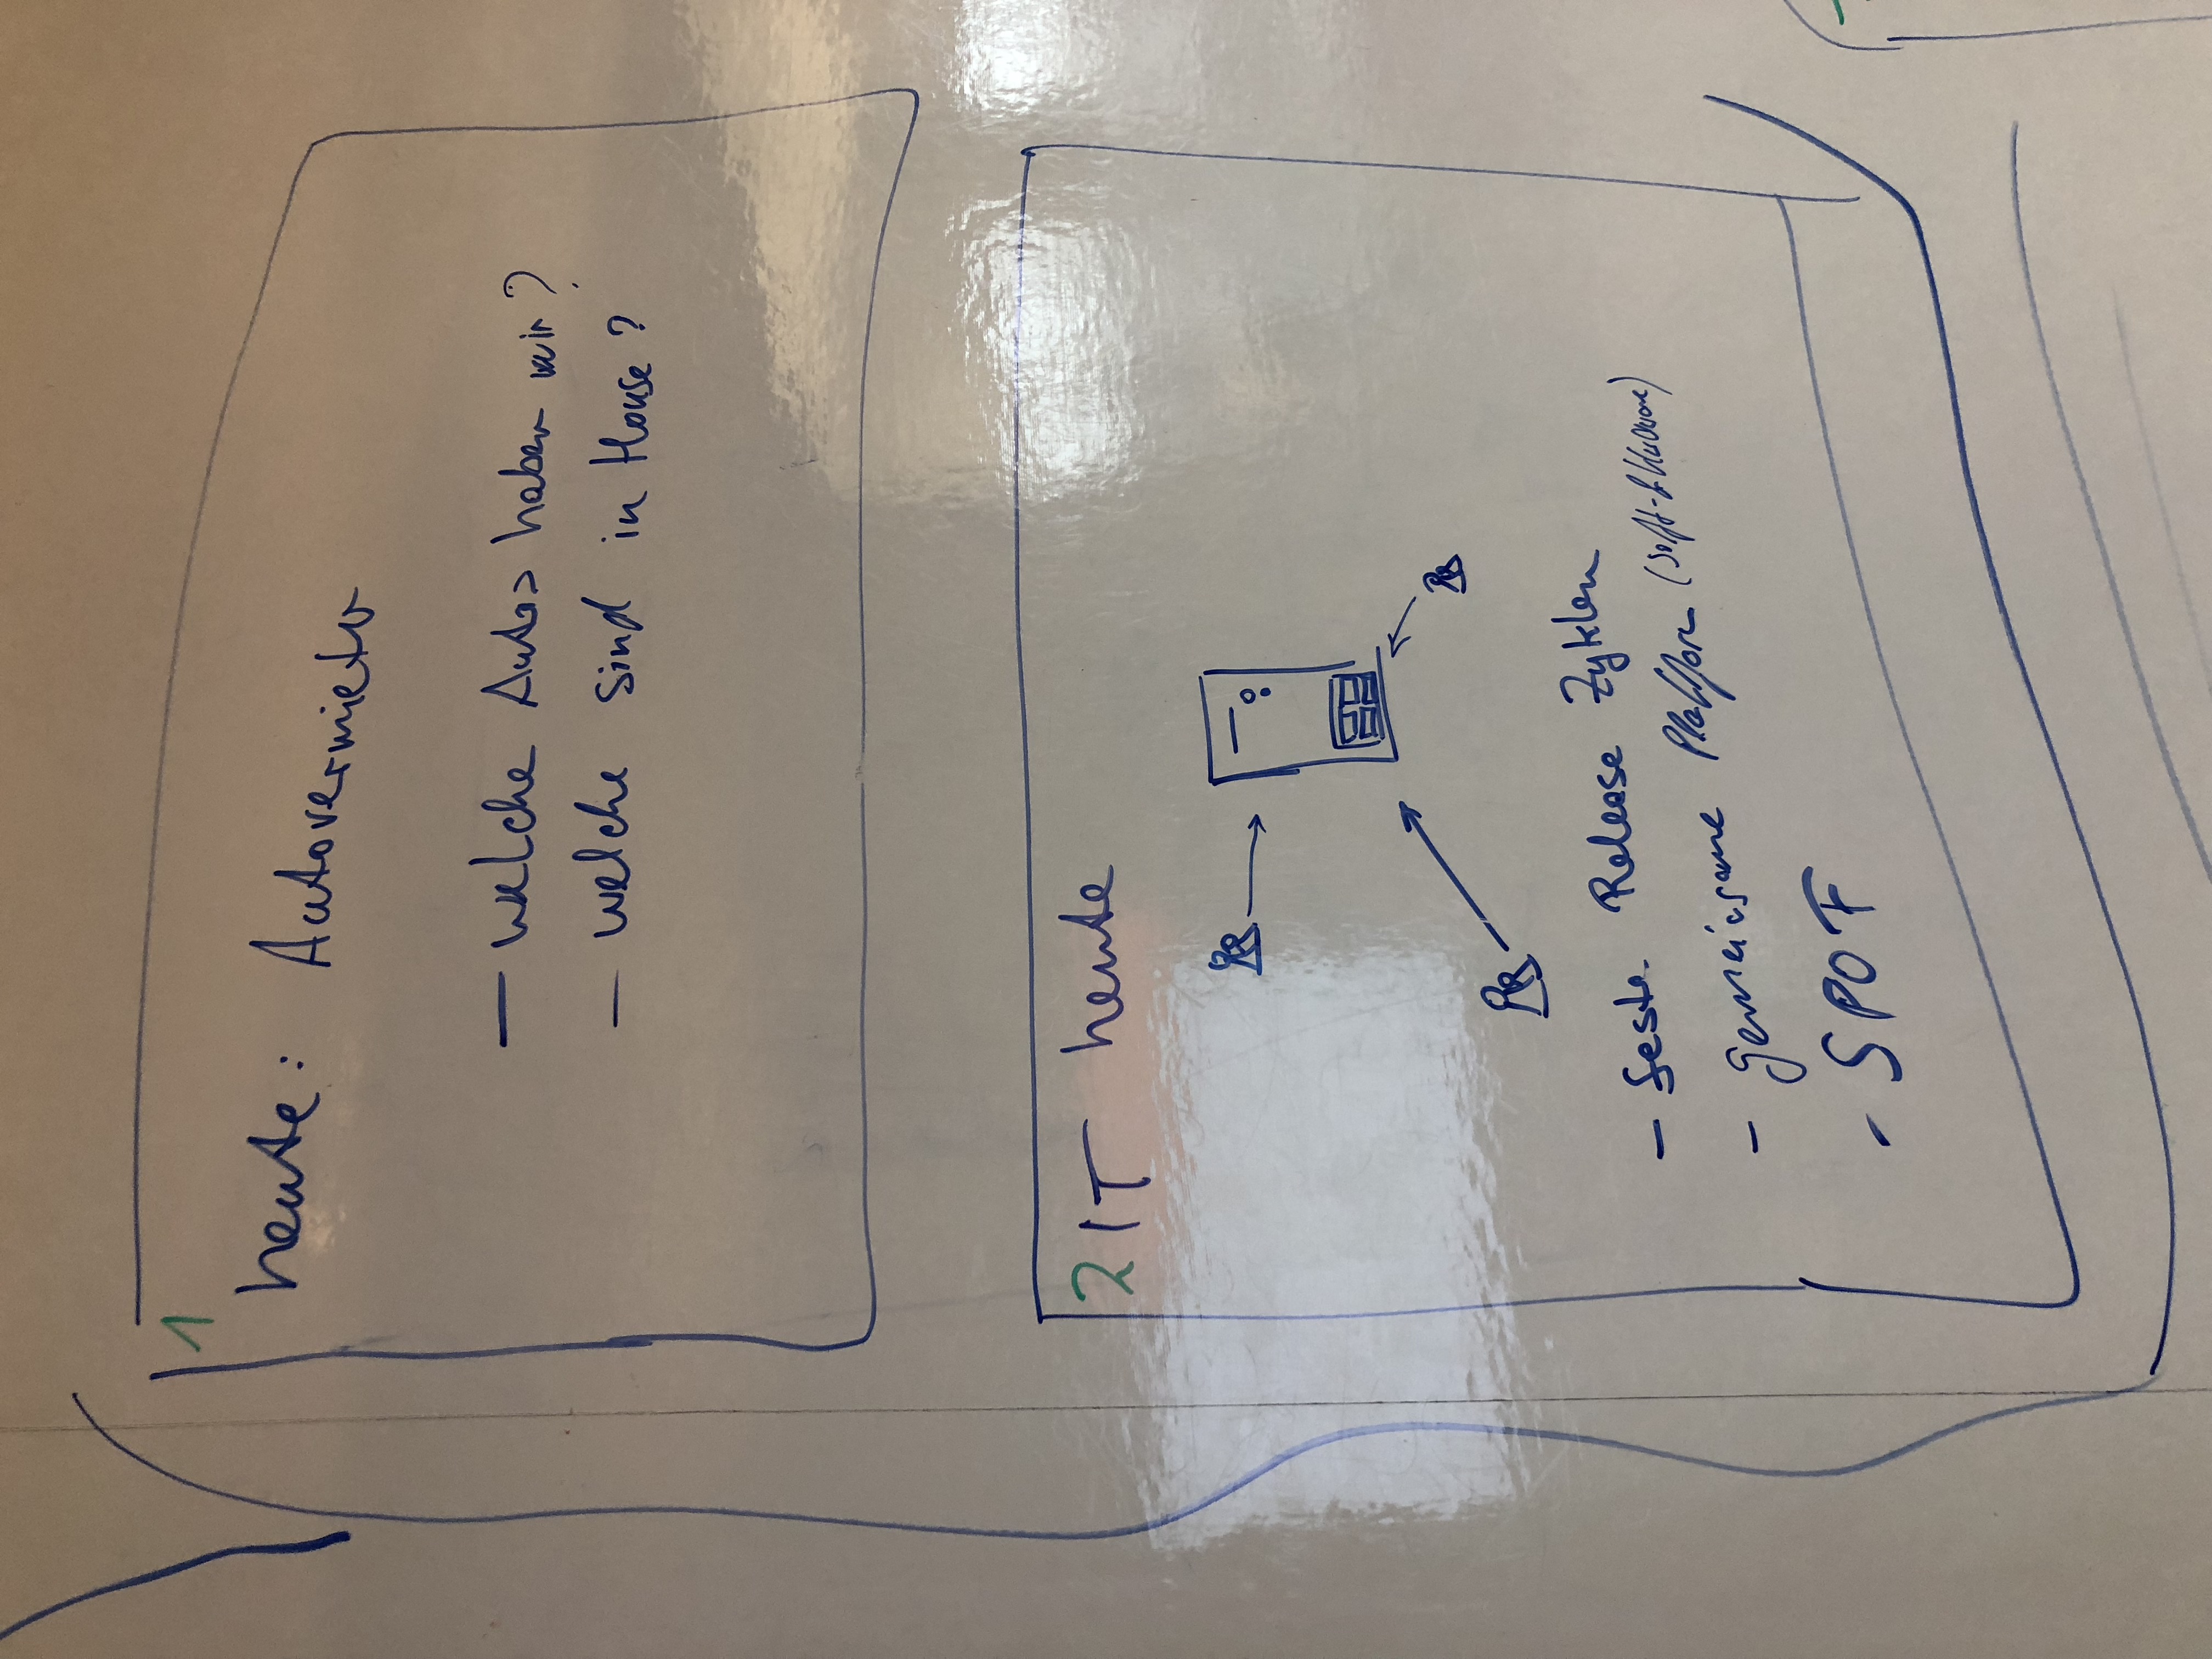 1
heute: Autovermieter
- welche Autos haben wir?
- welche sind in House?
2 IT heute
- feste Release Zyklen
- gemeinsame Plattform (Soft- & Hardware)
- SPOF